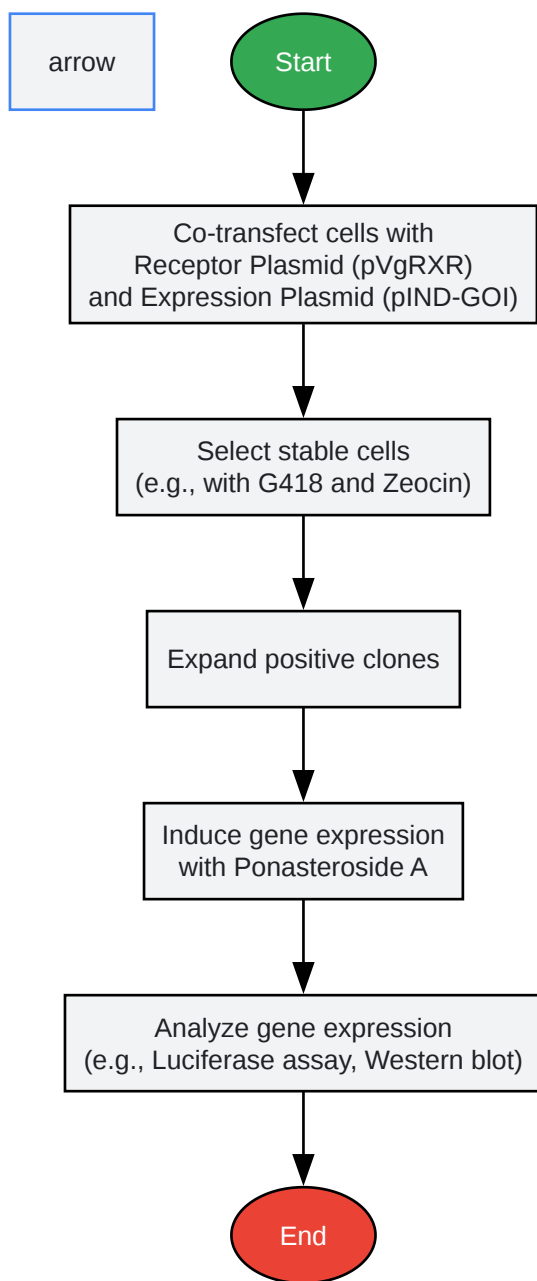 arrow
Start
Co-transfect cells with
Receptor Plasmid (pVgRXR)
and Expression Plasmid (pIND-GOI)
Select stable cells
(e.g., with G418 and Zeocin)
Expand positive clones
Induce gene expression
with Ponasteroside A
Analyze gene expression
(e.g., Luciferase assay, Western blot)
End